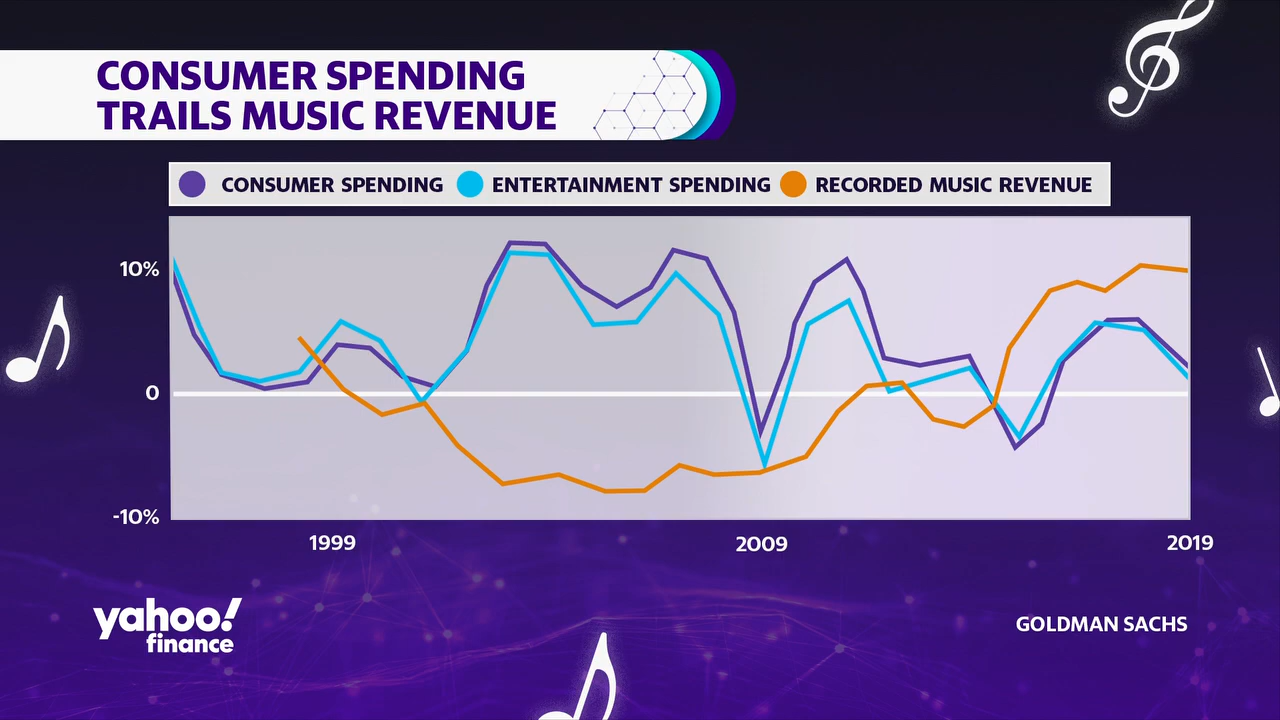 CONSUMER SPENDING
TRAILS MUSIC REVENUE
CONSUMER SPENDING ENTERTAINMENT SPENDING RECORDED MUSIC REVENUE
10%
0
-10%
1999 2009 2019
yahoo!
finance
GOLDMAN SACHS